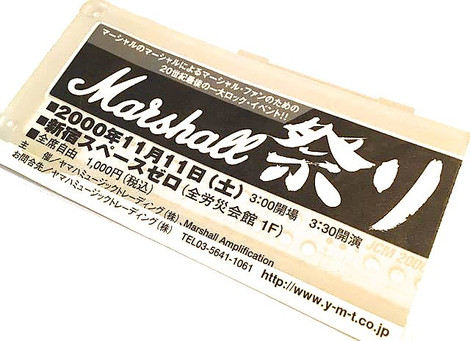 マーシャルのマーシャルによるマーシャル・ファンのための
20世紀最後の一大ロック・イベント!!
Marshall 祭り
■2000年11月11日(土) 3:00開場 3:30開演
■新宿スペースゼロ(全労災会館 1F)
全席自由 1,000円(税込)
主 催/ヤマハミュージックトレーディング(株)、Marshall Amplification
お問合先/ヤマハミュージックトレーディング(株)
TEL03-5641-1061 http://www.y-m-t.co.jp
JCM 2000